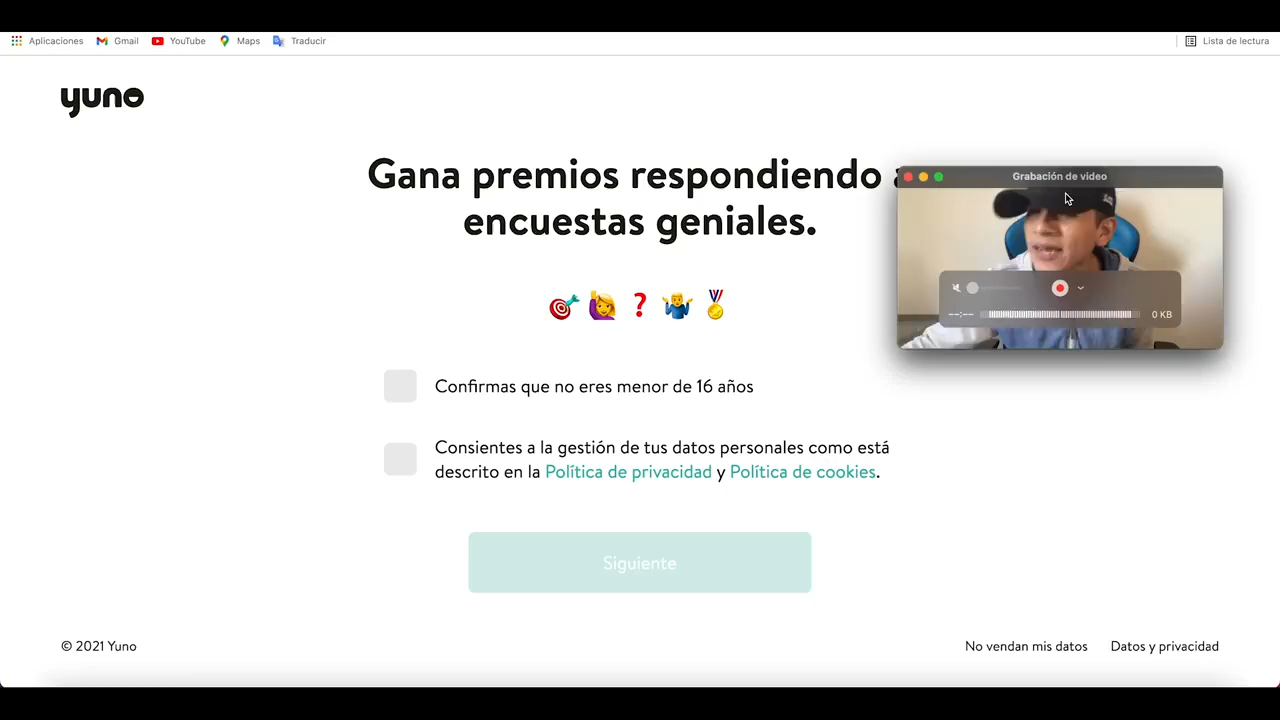 Aplicaciones Gmail YouTube Maps Traducir Lista de lectura
yuno
Gana premios respondiendo a
encuestas geniales.
Grabación de video
--:-- 0 KB
Confirmas que no eres menor de 16 años
Consientes a la gestión de tus datos personales como está
descrito en la Política de privacidad y Política de cookies.
Siguiente
© 2021 Yuno No vendan mis datos Datos y privacidad